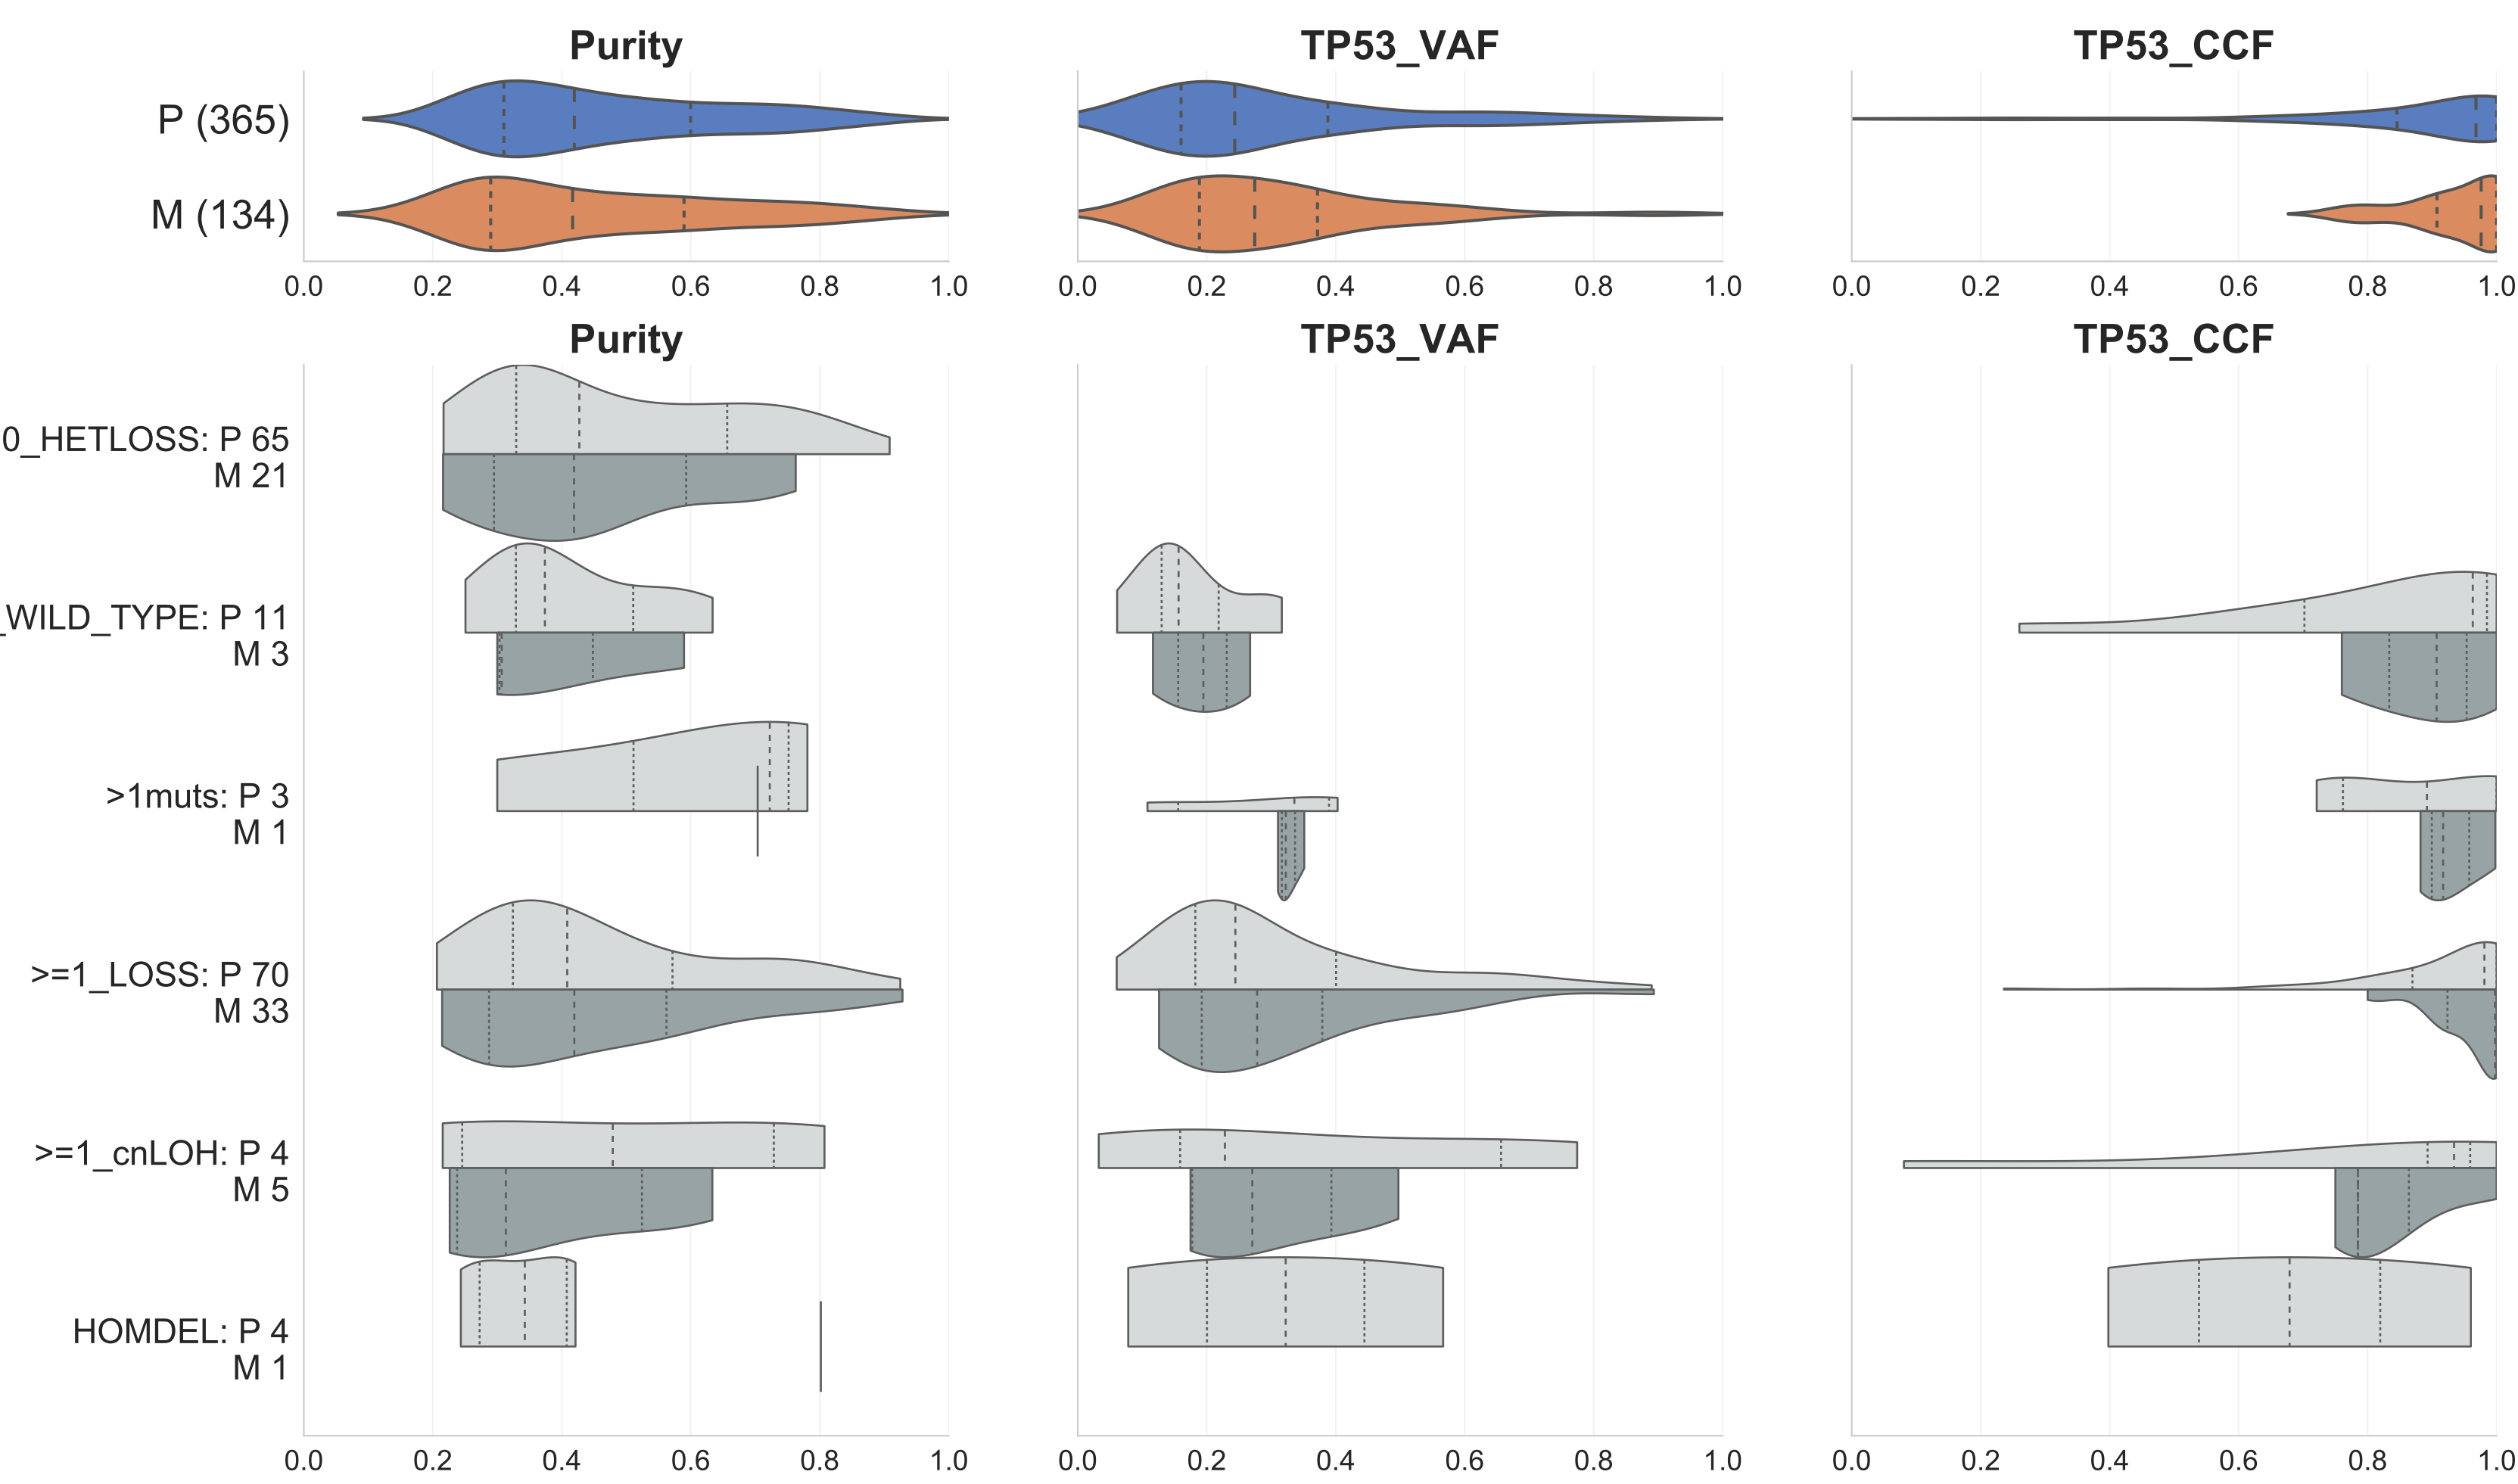 Purity TP53_VAF TP53_CCF
P (365)
M (134)
0.0 0.2 0.4 0.6 0.8 1.0 0.0 0.2 0.4 0.6 0.8 1.0 0.0 0.2 0.4 0.6 0.8 1.0
Purity TP53_VAF TP53_CCF
0_HETLOSS: P 65
M 21
_WILD_TYPE: P 11
M 3
>1muts: P 3
M 1
>=1_LOSS: P 70
M 33
>=1_cnLOH: P 4
M 5
HOMDEL: P 4
M 1
0.0 0.2 0.4 0.6 0.8 1.0 0.0 0.2 0.4 0.6 0.8 1.0 0.0 0.2 0.4 0.6 0.8 1.0